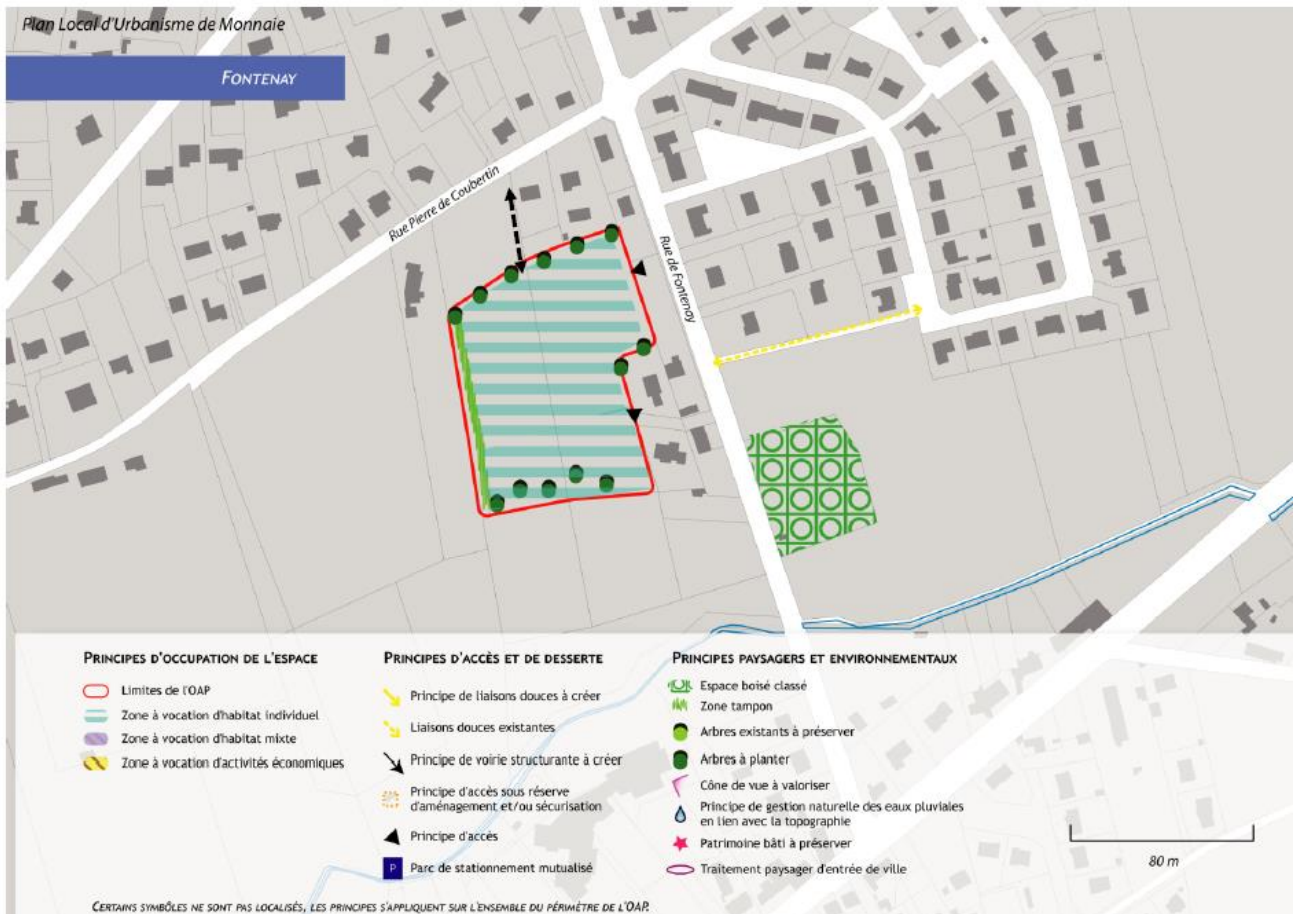 Plan Local d'Urbanisme de Monnaie
FONTENAY
Rue Pierre de Coubertin
Rue de Fontenay
PRINCIPES D'OCCUPATION DE L'ESPACE
Limites de l'OAP
Zone à vocation d'habitat individuel
Zone à vocation d'habitat mixte
Zone à vocation d'activités économiques
PRINCIPES D'ACCÈS ET DE DESSERTE
Principe de liaisons douces à créer
Liaisons douces existantes
Principe de voirie structurante à créer
Principe d'accès sous réserve
d'aménagement et/ou sécurisation
Principe d'accès
P Parc de stationnement mutualisé
PRINCIPES PAYSAGERS ET ENVIRONNEMENTAUX
Espace boisé classé
Zone tampon
Arbres existants à préserver
Arbres à planter
Cône de vue à valoriser
Principe de gestion naturelle des eaux pluviales
en lien avec la topographie
Patrimoine bâti à préserver
Traitement paysager d'entrée de ville
80 m
CERTAINS SYMBÔLES NE SONT PAS LOCALISÉS, LES PRINCIPES S'APPLIQUENT SUR L'ENSEMBLE DU PÉRIMÈTRE DE L'OAP.